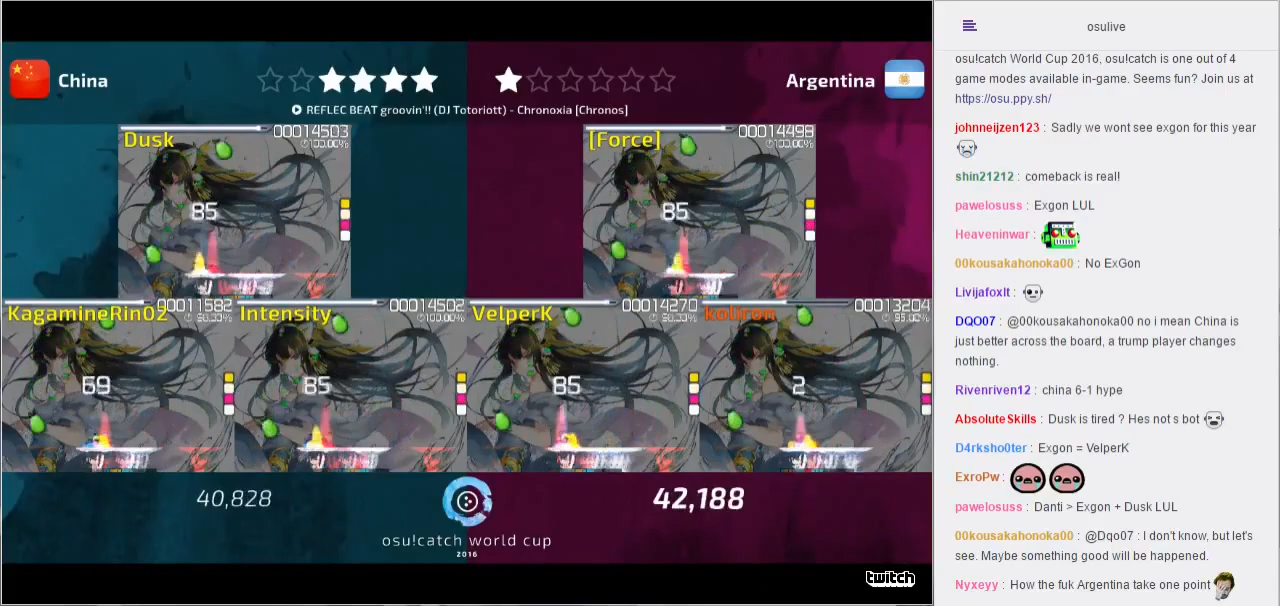 China
Argentina
REFLEC BEAT groovin'!! (DJ Totoriott) - Chronoxia [Chronos]
Dusk
00014503
100.00%
85
[Force]
00014498
100.00%
85
KagamineRin02
00011582
98.00%
69
Intensity
00014502
100.00%
85
VelperK
00014270
98.00%
85
koliron
00013204
95.00%
2
40,828
42,188
osu!catch world cup
2016
twitch
osulive
osu!catch World Cup 2016, osu!catch is one out of 4
game modes available in-game. Seems fun? Join us at
https://osu.ppy.sh/
johnneijzen123 : Sadly we wont see exgon for this year
shin21212 : comeback is real!
pawelosuss : Exgon LUL
Heaveninwar :
00kousakahonoka00 : No ExGon
Livijafoxlt :
DQO07 : @00kousakahonoka00 no i mean China is
just better across the board, a trump player changes
nothing.
Rivenriven12 : china 6-1 hype
AbsoluteSkills : Dusk is tired ? Hes not s bot
D4rksho0ter : Exgon = VelperK
ExroPw :
pawelosuss : Danti > Exgon + Dusk LUL
00kousakahonoka00 : @Dqo07 : I don't know, but let's
see. Maybe something good will be happened.
Nyxeyy : How the fuk Argentina take one point